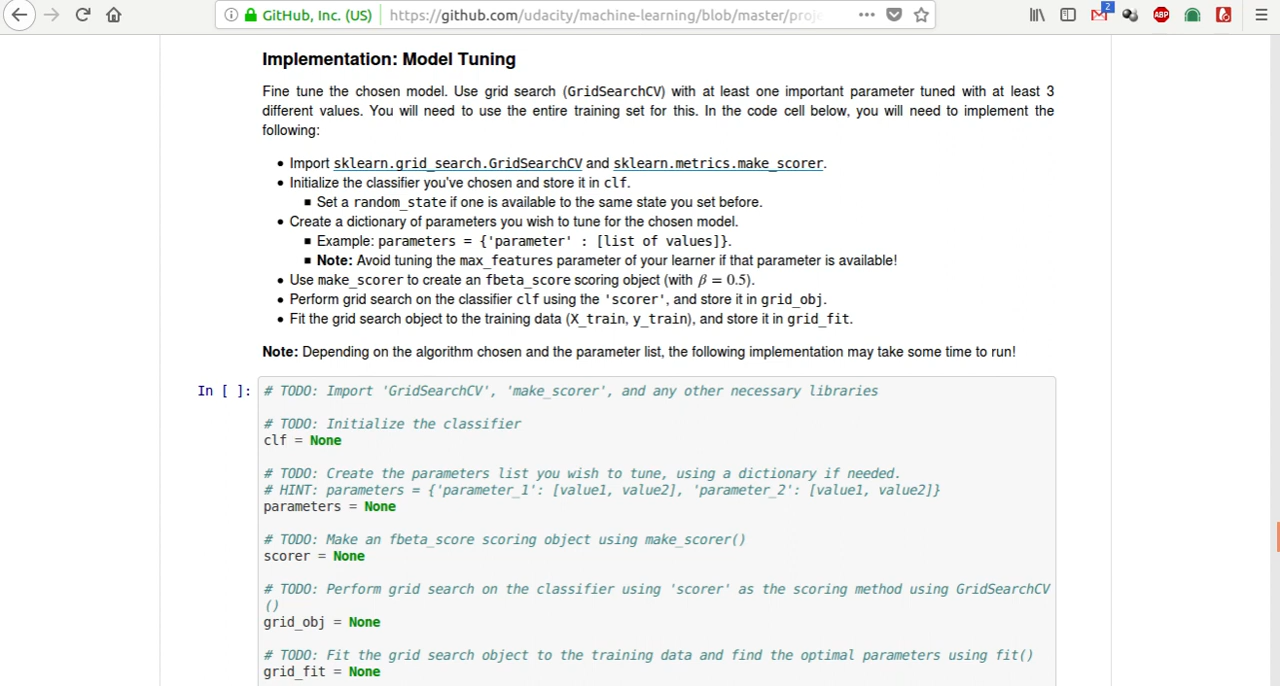 GitHub, Inc. (US) https://github.com/udacity/machine-learning/blob/master/proje
2
ABP
Implementation: Model Tuning
Fine tune the chosen model. Use grid search (GridSearchCV) with at least one important parameter tuned with at least 3
different values. You will need to use the entire training set for this. In the code cell below, you will need to implement the
following:
• Import sklearn.grid_search.GridSearchCV and sklearn.metrics.make_scorer.
• Initialize the classifier you've chosen and store it in clf.
▪ Set a random_state if one is available to the same state you set before.
• Create a dictionary of parameters you wish to tune for the chosen model.
▪ Example: parameters = {'parameter' : [list of values]}.
▪ Note: Avoid tuning the max_features parameter of your learner if that parameter is available!
• Use make_scorer to create an fbeta_score scoring object (with β = 0.5).
• Perform grid search on the classifier clf using the 'scorer', and store it in grid_obj.
• Fit the grid search object to the training data (X_train, y_train), and store it in grid_fit.
Note: Depending on the algorithm chosen and the parameter list, the following implementation may take some time to run!
In [ ]: # TODO: Import 'GridSearchCV', 'make_scorer', and any other necessary libraries
# TODO: Initialize the classifier
clf = None
# TODO: Create the parameters list you wish to tune, using a dictionary if needed.
# HINT: parameters = {'parameter_1': [value1, value2], 'parameter_2': [value1, value2]}
parameters = None
# TODO: Make an fbeta_score scoring object using make_scorer()
scorer = None
# TODO: Perform grid search on the classifier using 'scorer' as the scoring method using GridSearchCV
()
grid_obj = None
# TODO: Fit the grid search object to the training data and find the optimal parameters using fit()
grid_fit = None